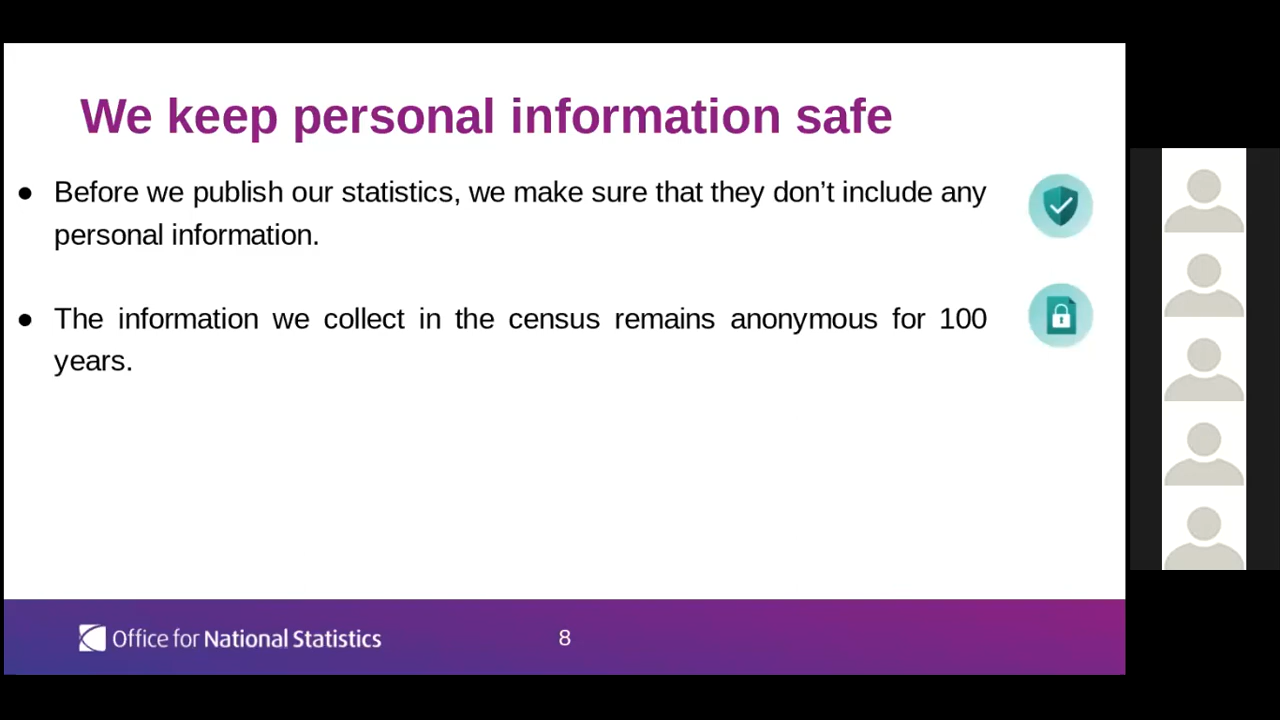 We keep personal information safe
● Before we publish our statistics, we make sure that they don’t include any
personal information.
● The information we collect in the census remains anonymous for 100
years.
Office for National Statistics
8